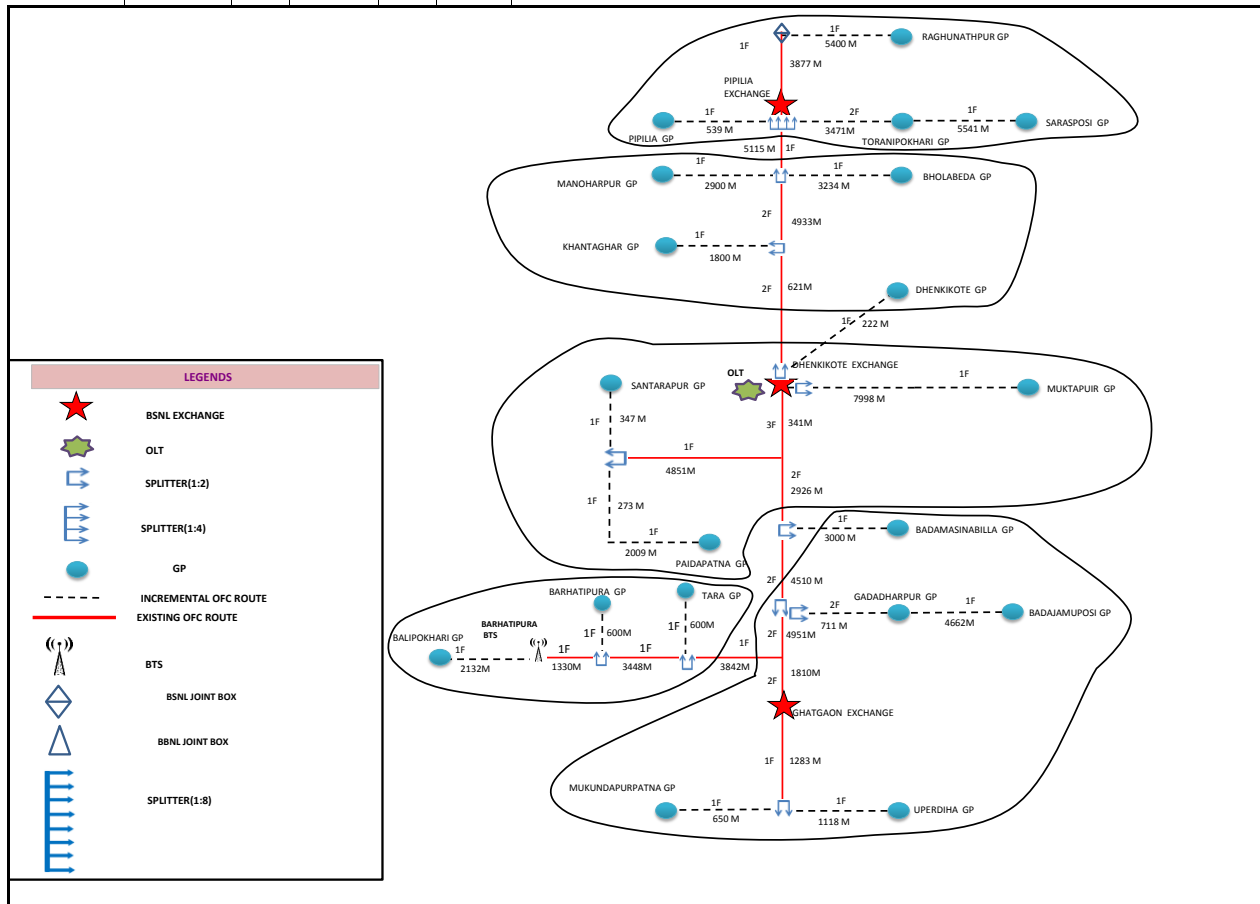 1F
5400 M
RAGHUNATHPUR GP
1F
3877 M
PIPILIA
EXCHANGE
1F
539 M
PIPILIA GP
2F
3471M
TORANIPOKHARI GP
1F
5541 M
SARASPOSI GP
5115 M
1F
1F
2900 M
MANOHARPUR GP
1F
3234 M
BHOLABEDA GP
2F
4933M
KHANTAGHAR GP
1F
1800 M
2F
621M
DHENKIKOTE GP
1F
222 M
DHENKIKOTE EXCHANGE
OLT
1F
7998 M
MUKTAPUIR GP
SANTARAPUR GP
347 M
1F
3F
341M
1F
4851M
2F
2926 M
1F
273 M
1F
2009 M
PAIDAPATNA GP
1F
3000 M
BADAMASINABILLA GP
2F
4510M
BARHATIPURA GP
TARA GP
GADADHARPUR GP
2F
711 M
1F
4662M
BADAJAMUPOSI GP
1F
600M
1F
600M
2F
4951M
BALIPOKHARI GP
BARHATIPURA
BTS
1F
2132M
1F
1330M
1F
3448M
1F
3842M
1810M
2F
GHATGAON EXCHANGE
1F
1283 M
MUKUNDAPURPATNA GP
1F
650 M
1F
1118 M
UPERDIHA GP
LEGENDS
BSNL EXCHANGE
OLT
SPLITTER(1:2)
SPLITTER(1:4)
GP
INCREMENTAL OFC ROUTE
EXISTING OFC ROUTE
BTS
BSNL JOINT BOX
BBNL JOINT BOX
SPLITTER(1:8)